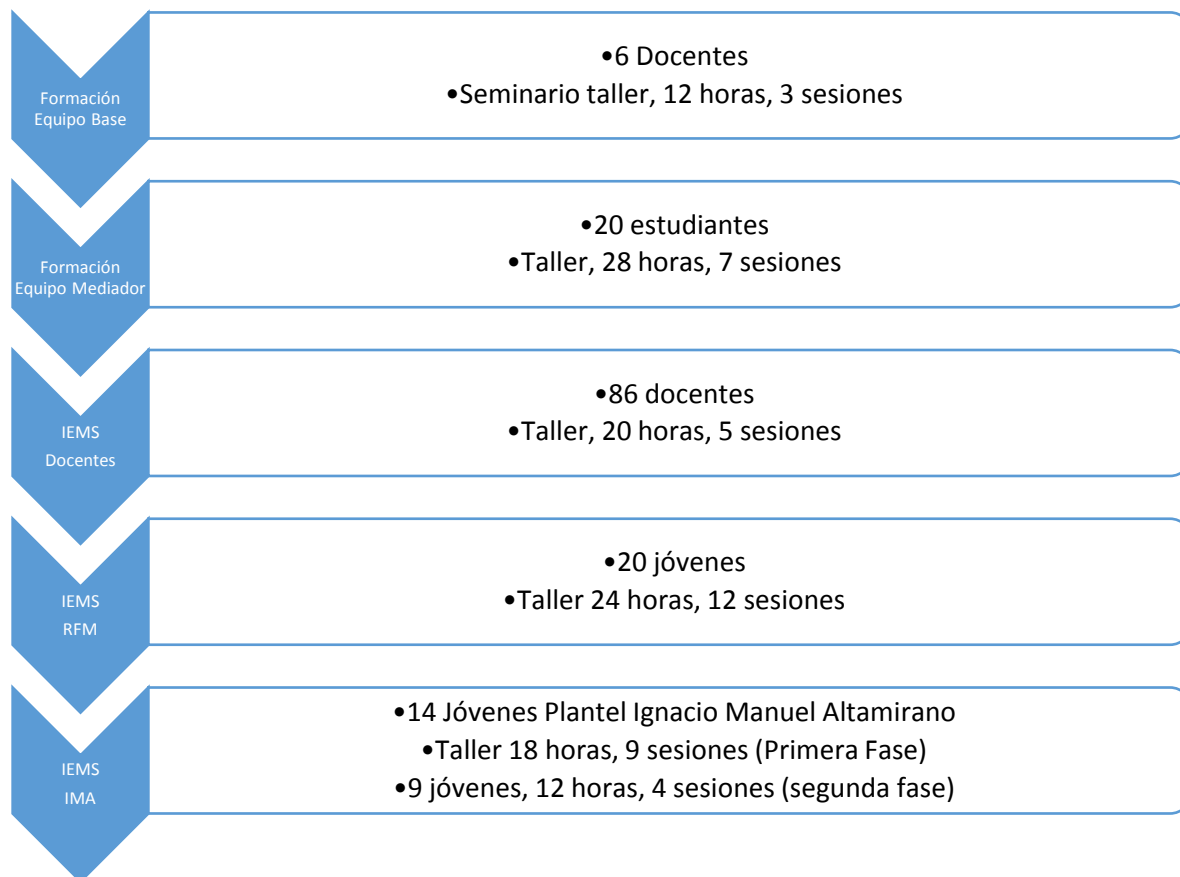 Formación
Equipo Base
•6 Docentes
•Seminario taller, 12 horas, 3 sesiones
Formación
Equipo Mediador
•20 estudiantes
•Taller, 28 horas, 7 sesiones
IEMS
Docentes
•86 docentes
•Taller, 20 horas, 5 sesiones
IEMS
RFM
•20 jóvenes
•Taller 24 horas, 12 sesiones
IEMS
IMA
•14 Jóvenes Plantel Ignacio Manuel Altamirano
•Taller 18 horas, 9 sesiones (Primera Fase)
•9 jóvenes, 12 horas, 4 sesiones (segunda fase)